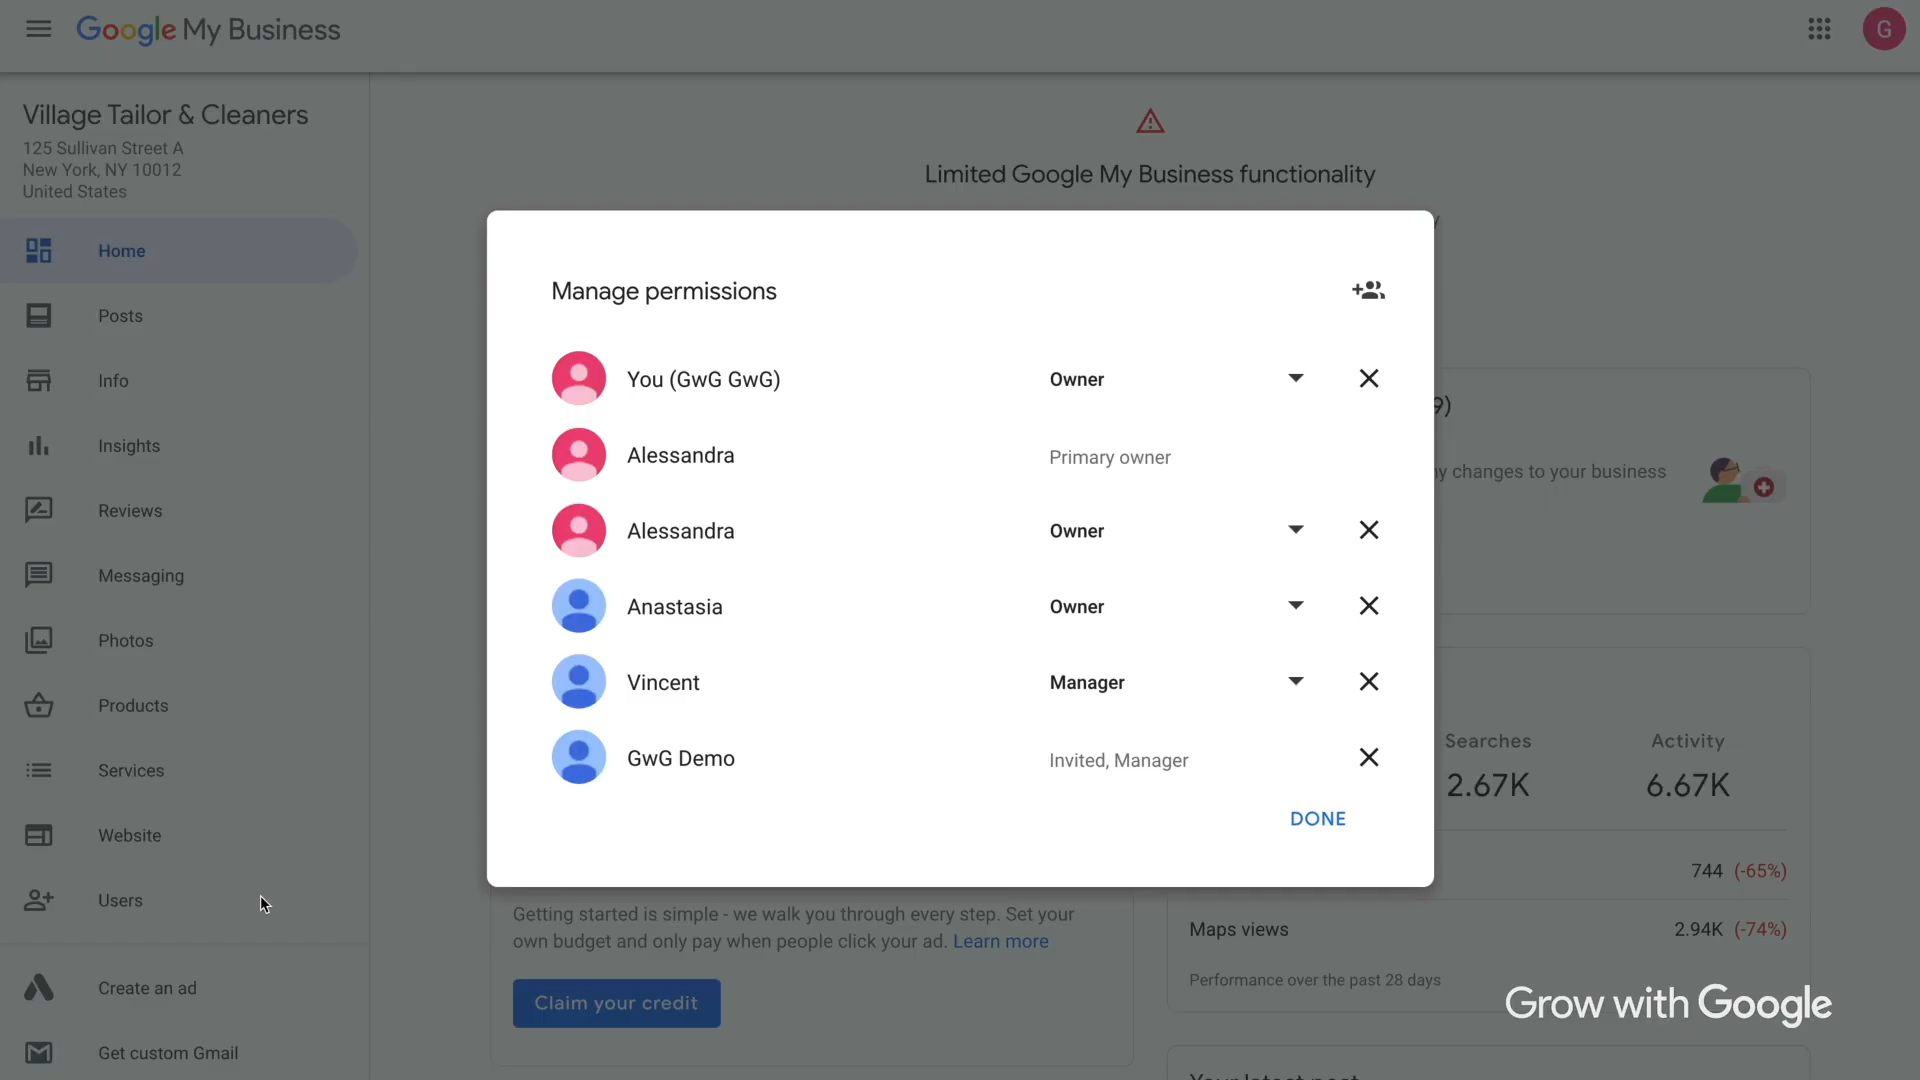 Google My Business
G
Village Tailor & Cleaners
125 Sullivan Street A
New York, NY 10012
United States
Home
Posts
Info
Insights
Reviews
Messaging
Photos
Products
Services
Website
Users
Create an ad
Get custom Gmail
Limited Google My Business functionality
Manage permissions
You (GwG GwG) Owner
Alessandra Primary owner
Alessandra Owner
Anastasia Owner
Vincent Manager
GwG Demo Invited, Manager
DONE
9)
changes to your business
Searches Activity
2.67K 6.67K
744 (-65%)
Maps views 2.94K (-74%)
Performance over the past 28 days
Getting started is simple - we walk you through every step. Set your
own budget and only pay when people click your ad. Learn more
Claim your credit
Grow with Google
Your latest post